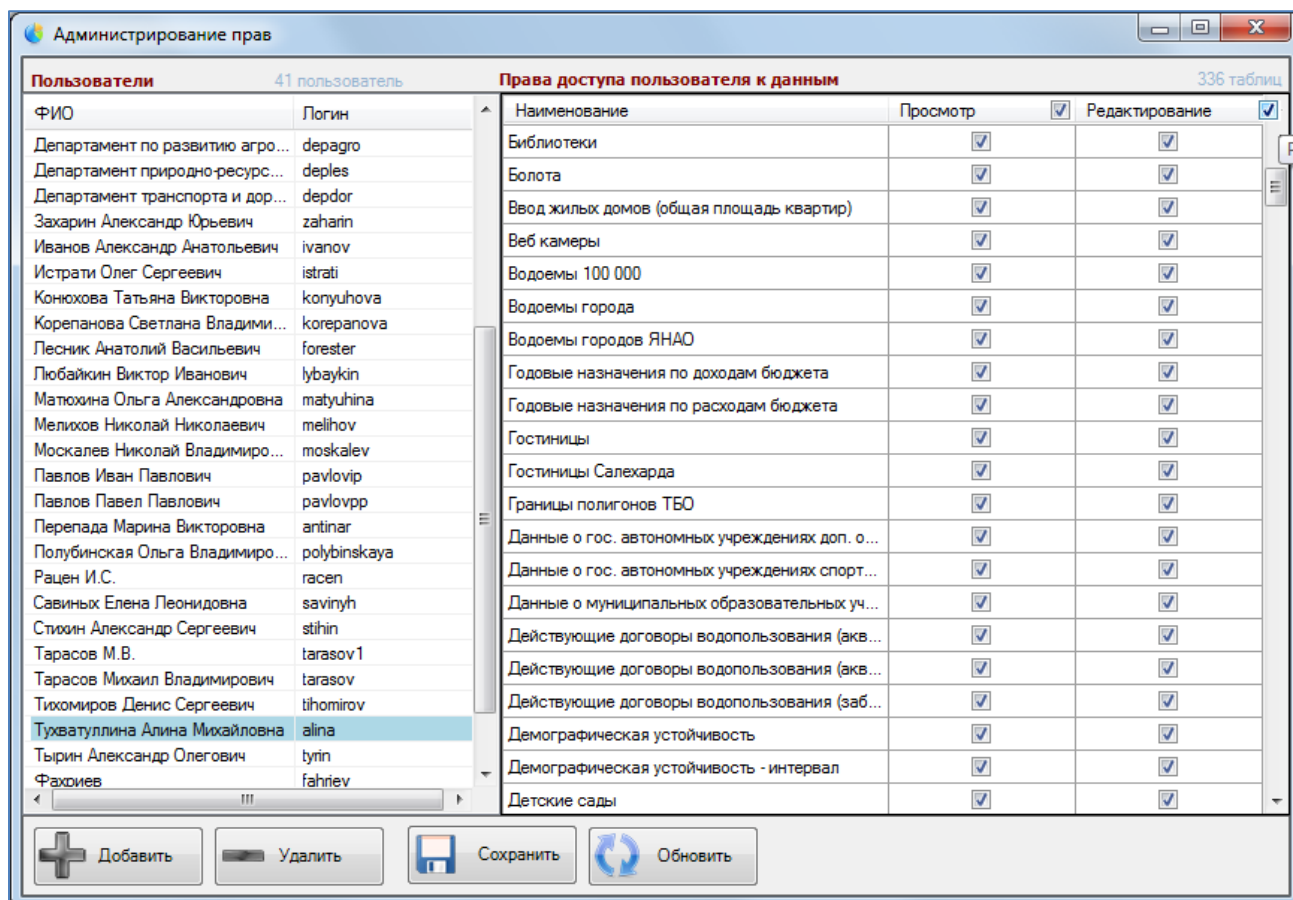 Администрирование прав
Пользователи 41 пользователь
ФИО Логин
Департамент по развитию агро... depagro
Департамент природно-ресурс... deples
Департамент транспорта и дор... depdor
Захарин Александр Юрьевич zaharin
Иванов Александр Анатольевич ivanov
Истрати Олег Сергеевич istrati
Конюхова Татьяна Викторовна konyuhova
Корепанова Светлана Владими... korepanova
Лесник Анатолий Васильевич forester
Любайкин Виктор Иванович lybaykin
Матюхина Ольга Александровна matyuhina
Мелихов Николай Николаевич melihov
Москалев Николай Владимиро... moskalev
Павлов Иван Павлович pavlovip
Павлов Павел Павлович pavlovpp
Перепада Марина Викторовна antinar
Полубинская Ольга Владимиро... polybinskaya
Рацен И.С. racen
Савиных Елена Леонидовна savinyh
Стихин Александр Сергеевич stihin
Тарасов М.В. tarasov1
Тарасов Михаил Владимирович tarasov
Тихомиров Денис Сергеевич tihomirov
Тухватуллина Алина Михайловна alina
Тырин Александр Олегович tyrin
Фахриев fahriev
Права доступа пользователя к данным 336 таблиц
Наименование Просмотр Редактирование
Библиотеки
Болота
Ввод жилых домов (общая площадь квартир)
Веб камеры
Водоемы 100 000
Водоемы города
Водоемы городов ЯНАО
Годовые назначения по доходам бюджета
Годовые назначения по расходам бюджета
Гостиницы
Гостиницы Салехарда
Границы полигонов ТБО
Данные о гос. автономных учреждениях доп. о...
Данные о гос. автономных учреждениях спорт...
Данные о муниципальных образовательных уч...
Действующие договоры водопользования (акв...
Действующие договоры водопользования (акв...
Действующие договоры водопользования (заб...
Демографическая устойчивость
Демографическая устойчивость - интервал
Детские сады
Добавить Удалить Сохранить Обновить